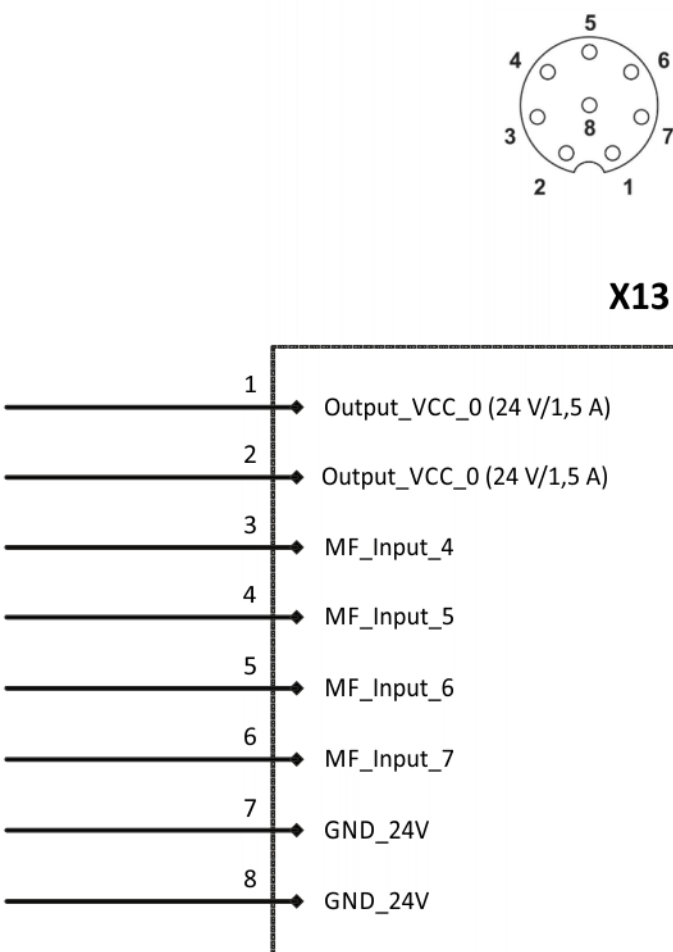 5
4 6
8
3 7
2 1
X13
1 Output_VCC_0 (24 V/1,5 A)
2 Output_VCC_0 (24 V/1,5 A)
3 MF_Input_4
4 MF_Input_5
5 MF_Input_6
6 MF_Input_7
7 GND_24V
8 GND_24V